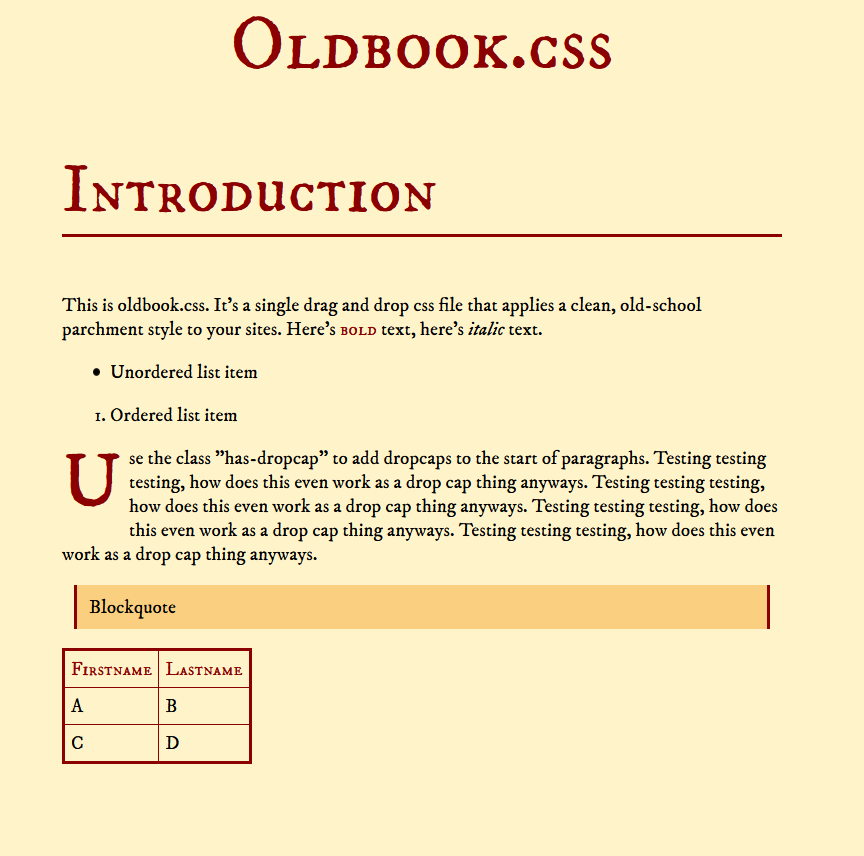 Oldbook.css
Introduction
This is oldbook.css. It's a single drag and drop css file that applies a clean, old-school
parchment style to your sites. Here's bold text, here's italic text.
• Unordered list item
1. Ordered list item
Use the class "has-dropcap" to add dropcaps to the start of paragraphs. Testing testing
testing, how does this even work as a drop cap thing anyways. Testing testing testing,
how does this even work as a drop cap thing anyways. Testing testing testing, how does
this even work as a drop cap thing anyways. Testing testing testing, how does this even
work as a drop cap thing anyways.
Blockquote
Firstname Lastname
A B
C D